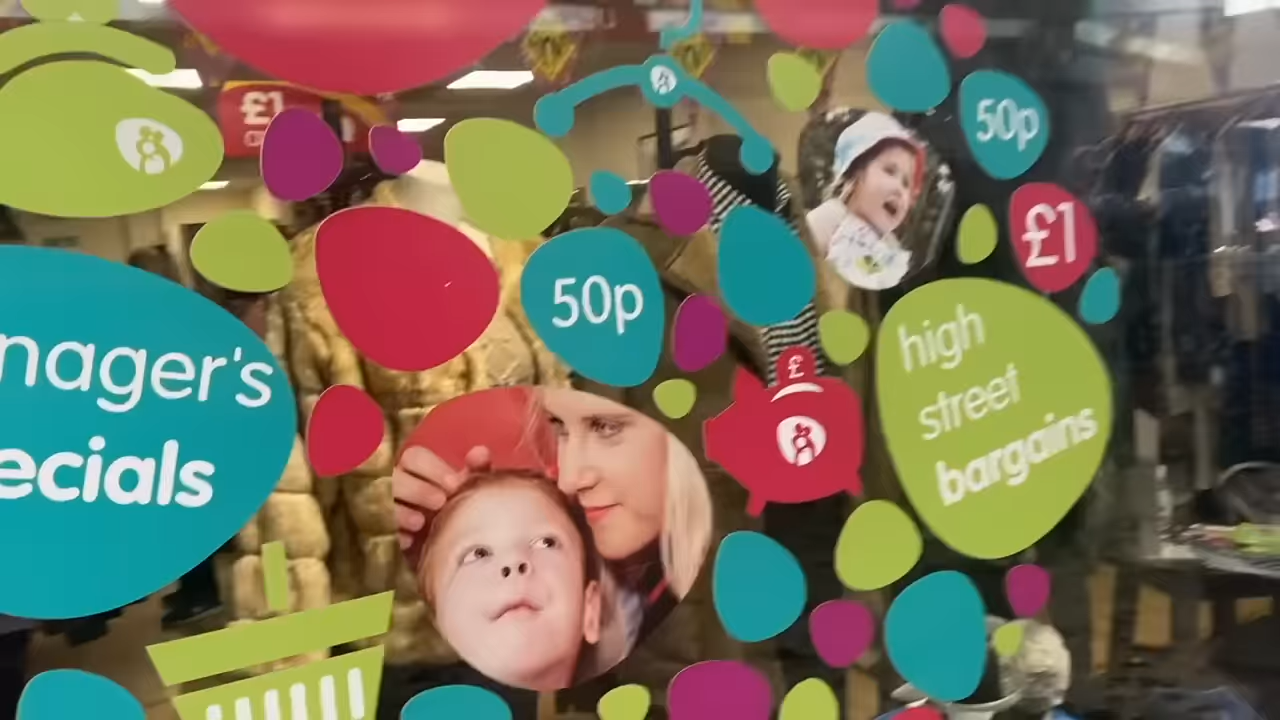 £1
50p
£1
50p
nager's
ecials
£
high
street
bargains